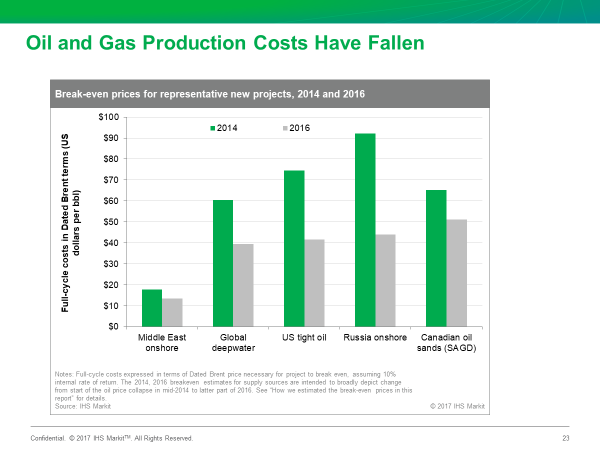 Oil and Gas Production Costs Have Fallen
Break-even prices for representative new projects, 2014 and 2016
Full-cycle costs in Dated Brent terms (US
dollars per bbl)
$100
$90
$80
$70
$60
$50
$40
$30
$20
$10
$0
2014 2016
Middle East
onshore
Global
deepwater
US tight oil
Russia onshore
Canadian oil
sands (SAGD)
Notes: Full-cycle costs expressed in terms of Dated Brent price necessary for project to break even, assuming 10%
internal rate of return. The 2014, 2016 breakeven estimates for supply sources are intended to broadly depict change
from start of the oil price collapse in mid-2014 to latter part of 2016. See "How we estimated the break-even prices in this
report" for details.
Source: IHS Markit © 2017 IHS Markit
Confidential. © 2017 IHS Markit™. All Rights Reserved. 23